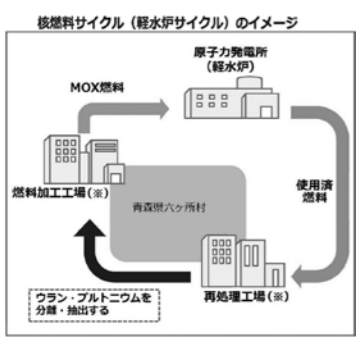 核燃料サイクル（軽水炉サイクル）のイメージ
原子力発電所
（軽水炉）
MOX燃料
使用済
燃料
燃料加工工場（※）
青森県六ヶ所村
再処理工場（※）
ウラン・プルトニウムを
分離・抽出する